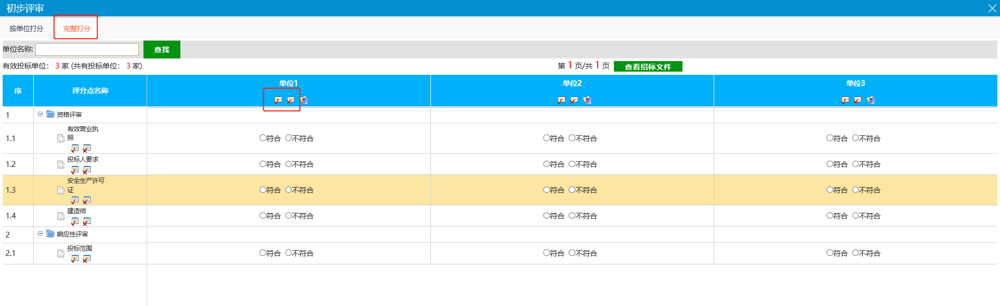 初步评审
按单位打分 完整打分
单位名称: 查找
有效投标单位： 3 家 (共有投标单位： 3 家) 第 1 页/共 1 页 查看招标文件
序 评分点名称 单位1 单位2 单位3
1 资格评审
1.1 有效营业执
照 符合 不符合 符合 不符合 符合 不符合
1.2 投标人要求 符合 不符合 符合 不符合 符合 不符合
1.3 安全生产许可
证 符合 不符合 符合 不符合 符合 不符合
1.4 建造师 符合 不符合 符合 不符合 符合 不符合
2 响应性评审
2.1 投标范围 符合 不符合 符合 不符合 符合 不符合